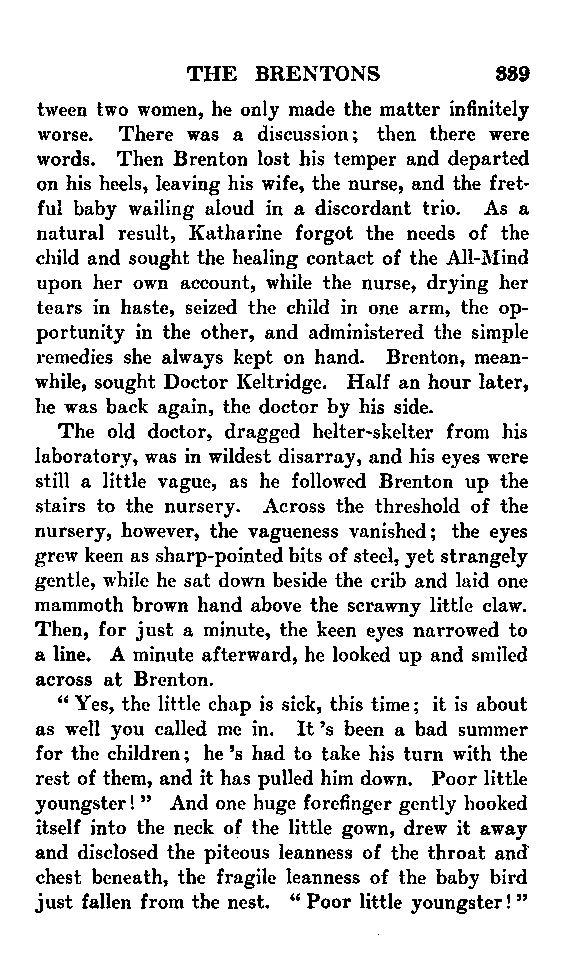 THE BRENTONS 339
tween two women, he only made the matter infinitely
worse. There was a discussion; then there were
words. Then Brenton lost his temper and departed
on his heels, leaving his wife, the nurse, and the fret-
ful baby wailing aloud in a discordant trio. As a
natural result, Katharine forgot the needs of the
child and sought the healing contact of the All-Mind
upon her own account, while the nurse, drying her
tears in haste, seized the child in one arm, the op-
portunity in the other, and administered the simple
remedies she always kept on hand. Brenton, mean-
while, sought Doctor Keltridge. Half an hour later,
he was back again, the doctor by his side.
The old doctor, dragged helter-skelter from his
laboratory, was in wildest disarray, and his eyes were
still a little vague, as he followed Brenton up the
stairs to the nursery. Across the threshold of the
nursery, however, the vagueness vanished; the eyes
grew keen as sharp-pointed bits of steel, yet strangely
gentle, while he sat down beside the crib and laid one
mammoth brown hand above the scrawny little claw.
Then, for just a minute, the keen eyes narrowed to
a line. A minute afterward, he looked up and smiled
across at Brenton.
“ Yes, the little chap is sick, this time; it is about
as well you called me in. It 's been a bad summer
for the children; he 's had to take his turn with the
rest of them, and it has pulled him down. Poor little
youngster! ” And one huge forefinger gently hooked
itself into the neck of the little gown, drew it away
and disclosed the piteous leanness of the throat and
chest beneath, the fragile leanness of the baby bird
just fallen from the nest. “ Poor little youngster! ”